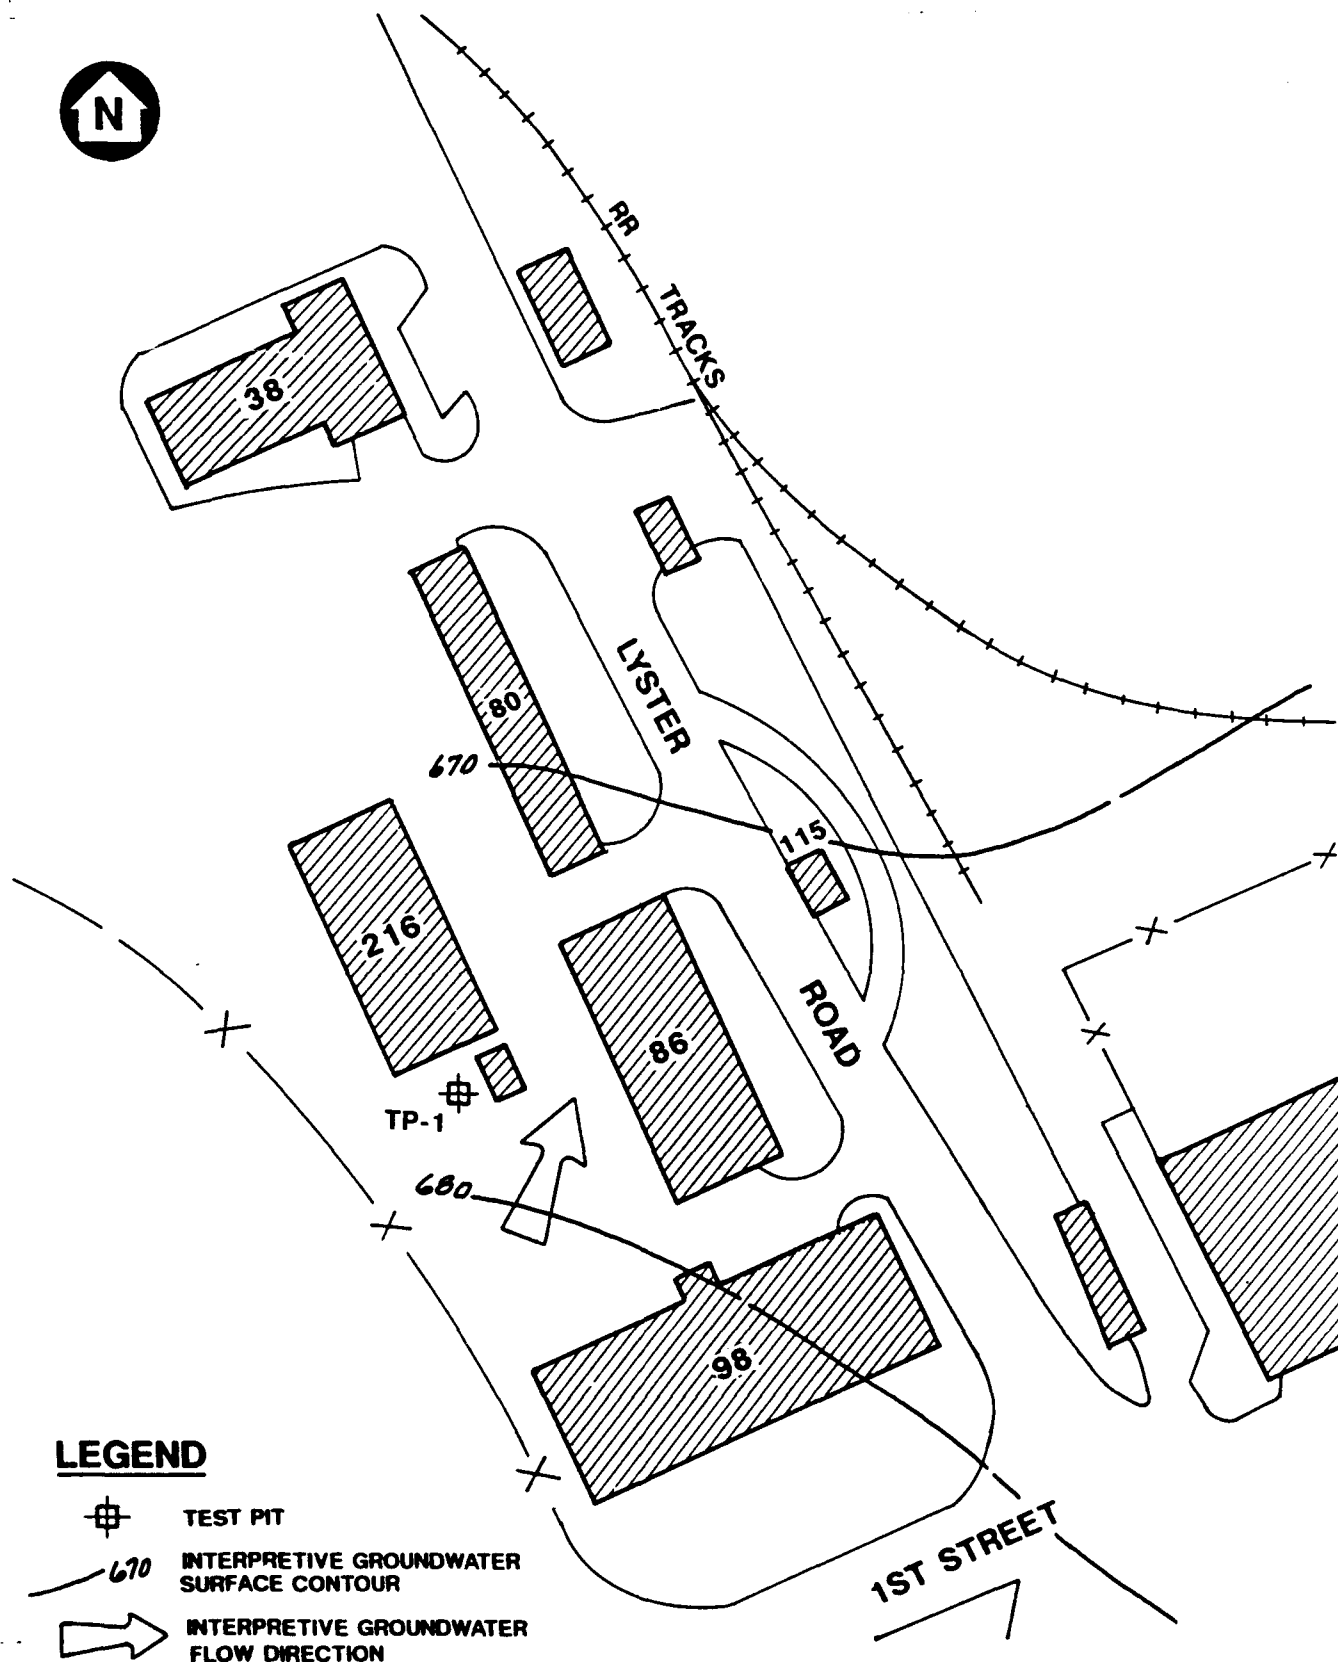 N
RR
TRACKS
38
80
LYSTER
670
115
216
86
ROAD
TP-1
680
98
1ST STREET
LEGEND
TEST PIT
670
INTERPRETIVE GROUNDWATER
SURFACE CONTOUR
INTERPRETIVE GROUNDWATER
FLOW DIRECTION